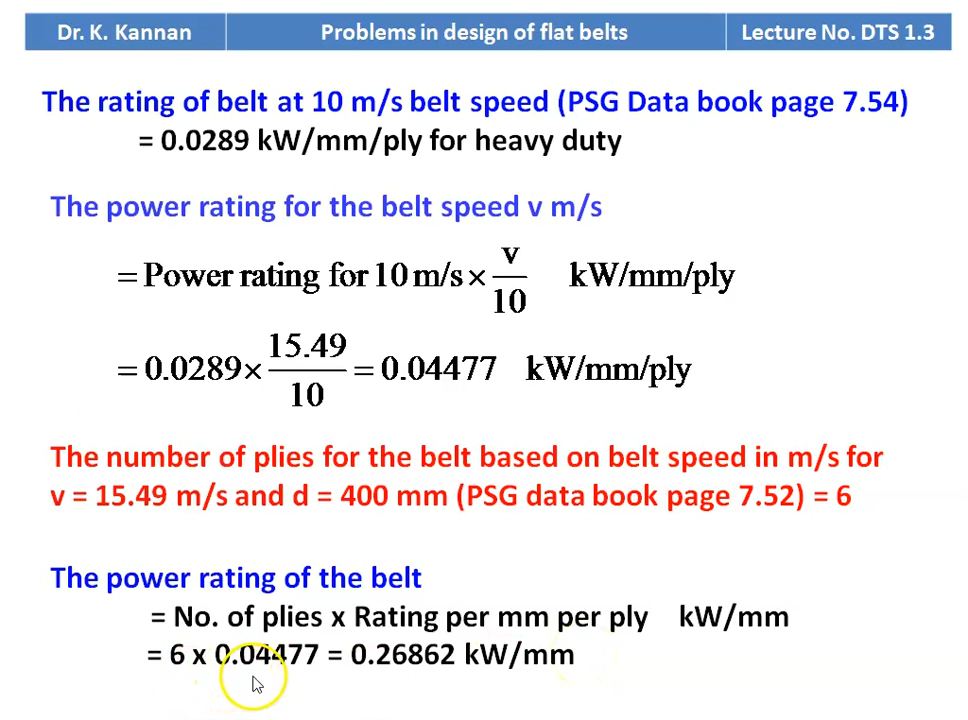 Dr. K. Kannan Problems in design of flat belts Lecture No. DTS 1.3
The rating of belt at 10 m/s belt speed (PSG Data book page 7.54)
= 0.0289 kW/mm/ply for heavy duty
The power rating for the belt speed v m/s
= Power rating for 10 m/s × v/10 kW/mm/ply
= 0.0289 × 15.49/10 = 0.04477 kW/mm/ply
The number of plies for the belt based on belt speed in m/s for
v = 15.49 m/s and d = 400 mm (PSG data book page 7.52) = 6
The power rating of the belt
= No. of plies x Rating per mm per ply kW/mm
= 6 x 0.04477 = 0.26862 kW/mm